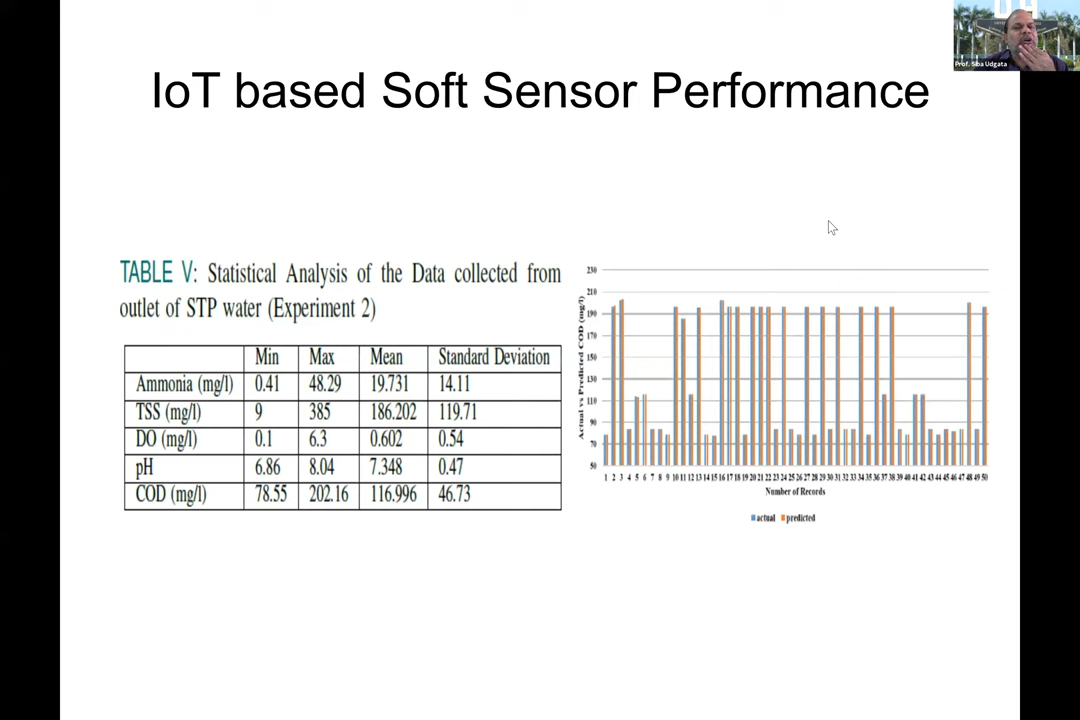 Prof. Siba Udgata
IoT based Soft Sensor Performance
TABLE V: Statistical Analysis of the Data collected from
outlet of STP water (Experiment 2)
Min Max Mean Standard Deviation
Ammonia (mg/l) 0.41 48.29 19.731 14.11
TSS (mg/l) 9 385 186.202 119.71
DO (mg/l) 0.1 6.3 0.602 0.54
pH 6.86 8.04 7.348 0.47
COD (mg/l) 78.55 202.16 116.996 46.73
Actual vs Predicted COD (mg/l)
230
210
190
170
150
130
110
90
70
50
1 2 3 4 5 6 7 8 9 10 11 12 13 14 15 16 17 18 19 20 21 22 23 24 25 26 27 28 29 30 31 32 33 34 35 36 37 38 39 40 41 42 43 44 45 46 47 48 49 50
Number of Records
actual predicted